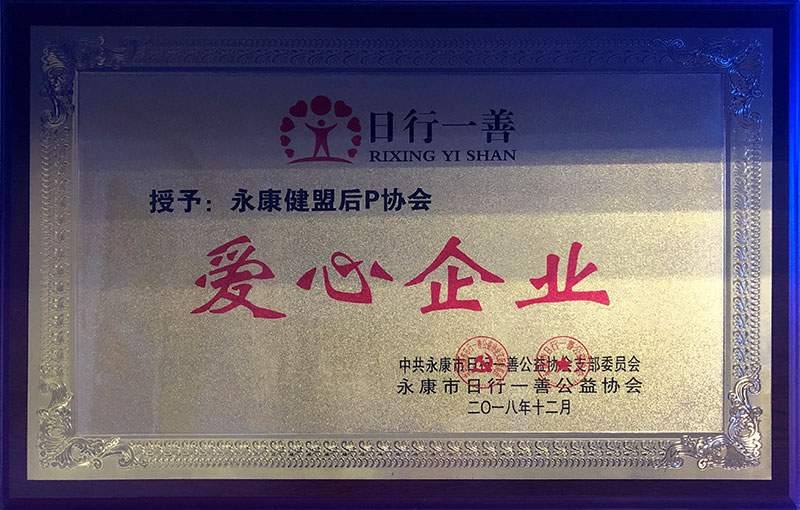 日行一善
RIXING YI SHAN
授予：永康健盟后P协会
爱心企业
中共永康市日行一善公益协会支部委员会
永康市日行一善公益协会
二〇一八年十二月